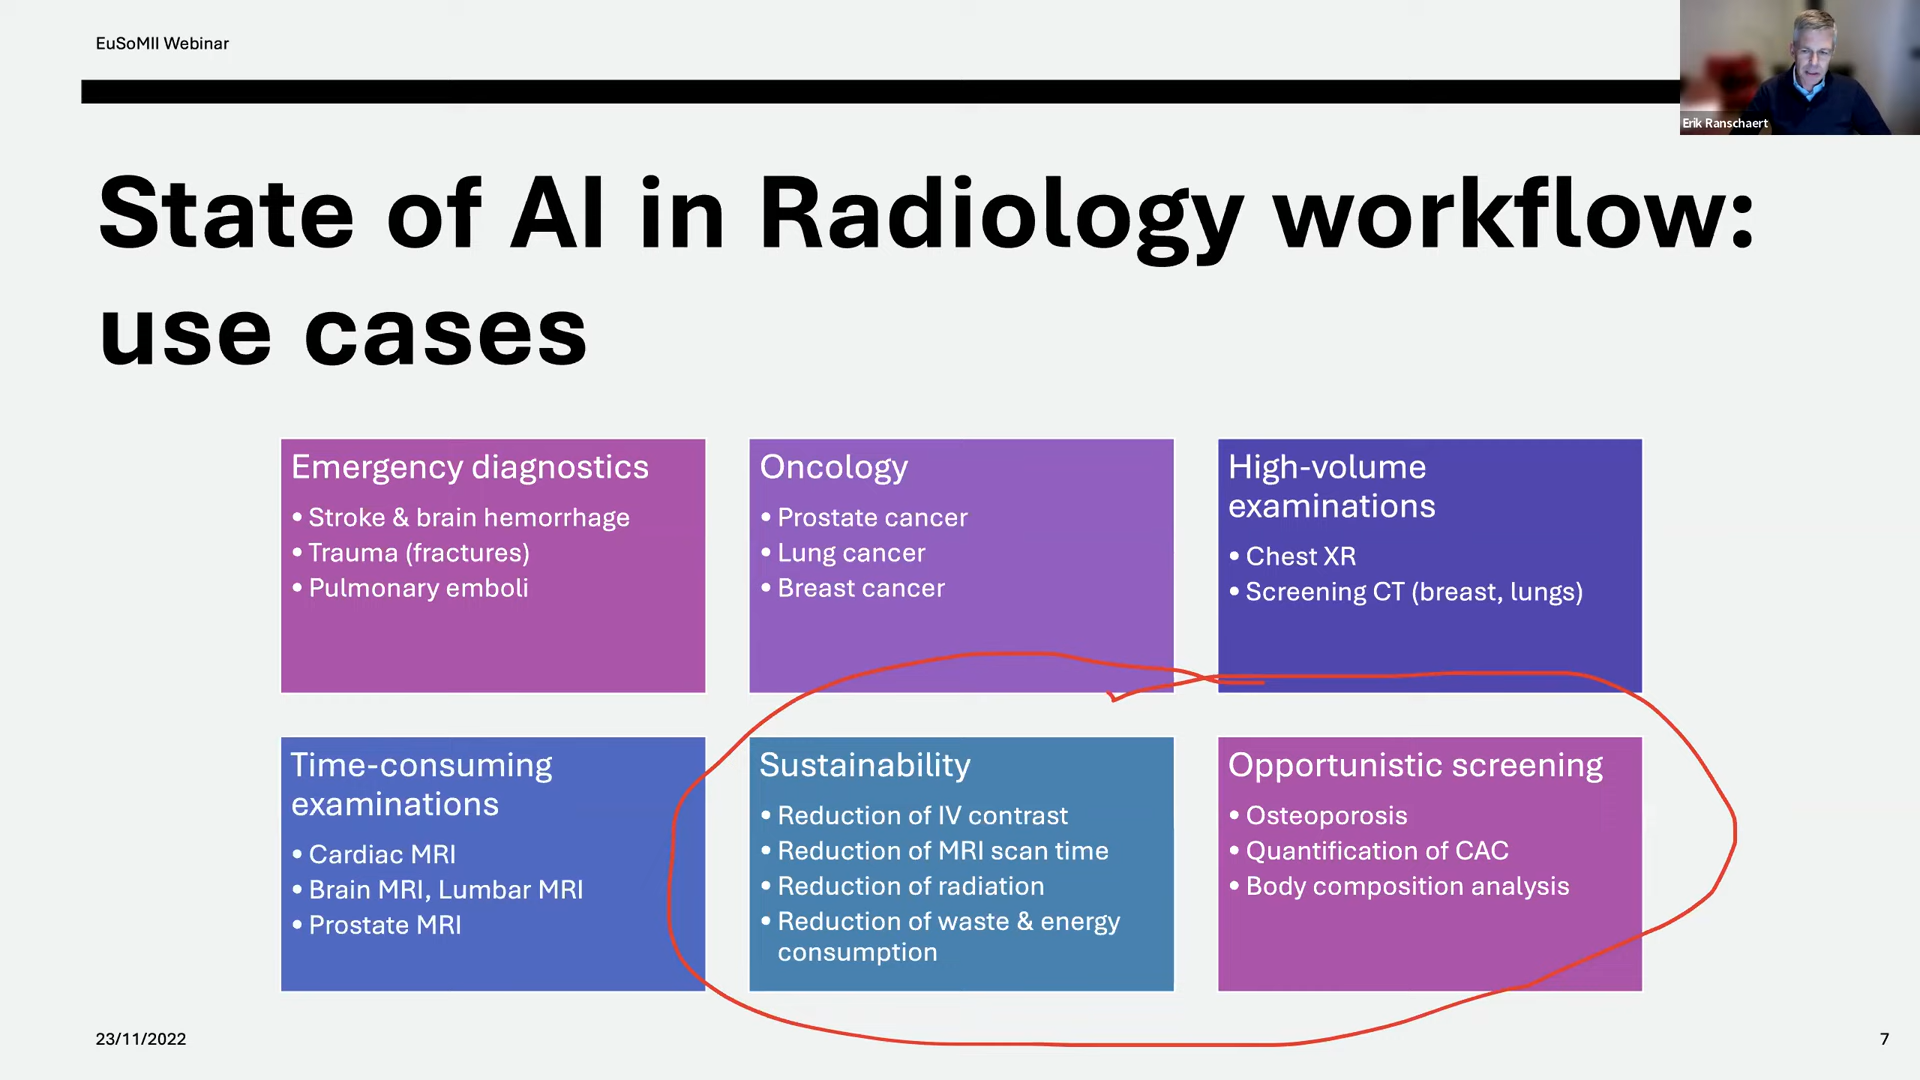 EuSoMII Webinar
Erik Ranschaert
State of AI in Radiology workflow:
use cases
Emergency diagnostics
• Stroke & brain hemorrhage
• Trauma (fractures)
• Pulmonary emboli
Oncology
• Prostate cancer
• Lung cancer
• Breast cancer
High-volume
examinations
• Chest XR
• Screening CT (breast, lungs)
Time-consuming
examinations
• Cardiac MRI
• Brain MRI, Lumbar MRI
• Prostate MRI
Sustainability
• Reduction of IV contrast
• Reduction of MRI scan time
• Reduction of radiation
• Reduction of waste & energy
consumption
Opportunistic screening
• Osteoporosis
• Quantification of CAC
• Body composition analysis
23/11/2022
7